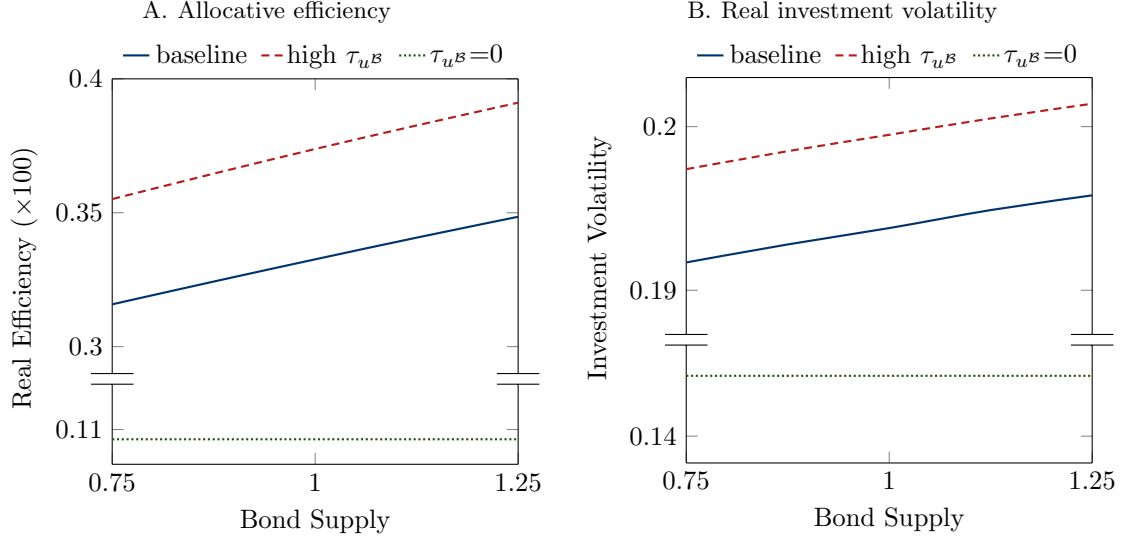 A. Allocative efficiency
baseline high τ_{u^ℬ} τ_{u^ℬ}=0
0.4
0.35
0.3
0.11
Real Efficiency (×100)
0.75 1 1.25
Bond Supply
B. Real investment volatility
baseline high τ_{u^ℬ} τ_{u^ℬ}=0
0.2
0.19
0.14
Investment Volatility
0.75 1 1.25
Bond Supply